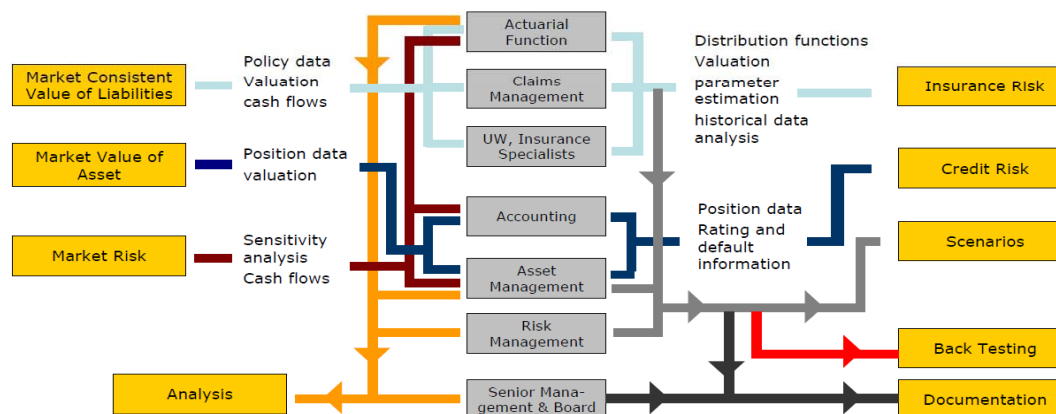 Market Consistent
Value of Liabilities
Market Value of
Asset
Market Risk
Analysis
Policy data
Valuation
cash flows
Position data
valuation
Sensitivity
analysis
Cash flows
Actuarial
Function
Claims
Management
UW, Insurance
Specialists
Accounting
Asset
Management
Risk
Management
Senior Mana-
gement & Board
Distribution functions
Valuation
parameter
estimation
historical data
analysis
Position data
Rating and
default
information
Insurance Risk
Credit Risk
Scenarios
Back Testing
Documentation